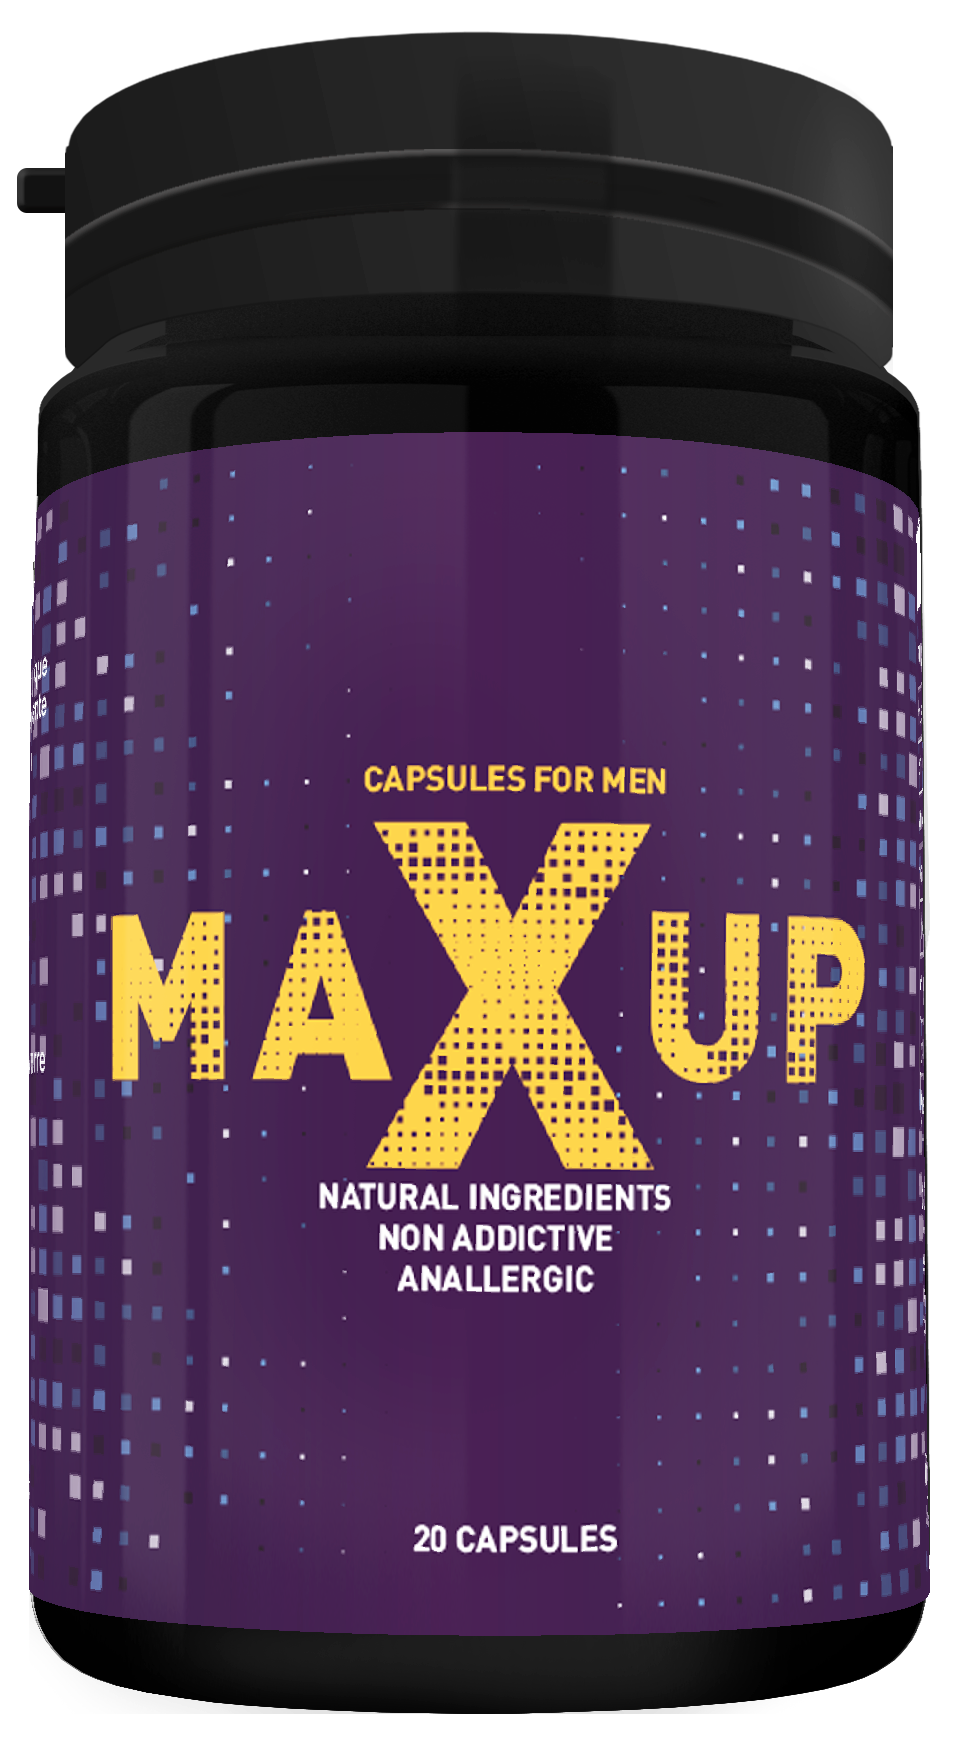 CAPSULES FOR MEN
MAXUP
NATURAL INGREDIENTS
NON ADDICTIVE
ANALLERGIC
20 CAPSULES